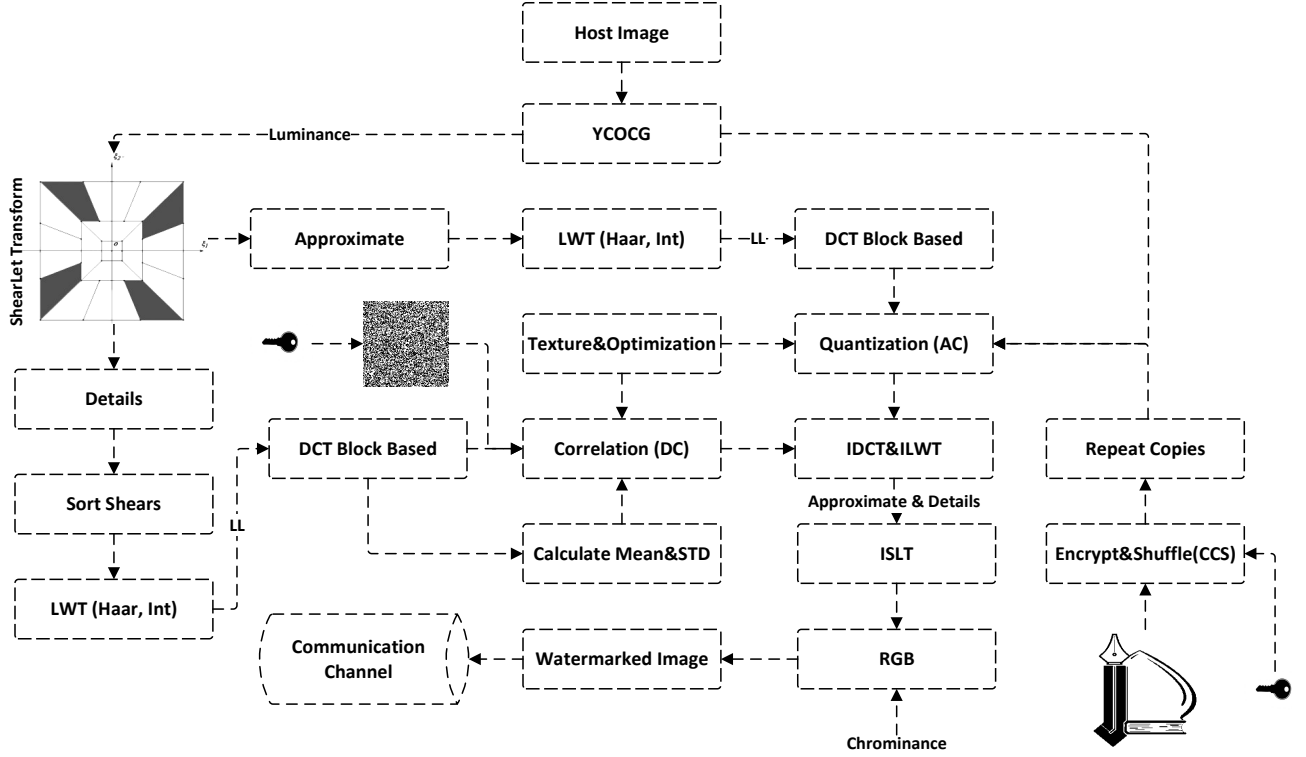 Host Image
YCOCG
Luminance
ShearLet Transform
ξ2
ξ1
o
Approximate
LWT (Haar, Int)
LL
DCT Block Based
Texture&Optimization
Quantization (AC)
Details
DCT Block Based
Correlation (DC)
IDCT&ILWT
Repeat Copies
Approximate & Details
Sort Shears
LL
Calculate Mean&STD
ISLT
Encrypt&Shuffle(CCS)
LWT (Haar, Int)
Communication
Channel
Watermarked Image
RGB
Chrominance